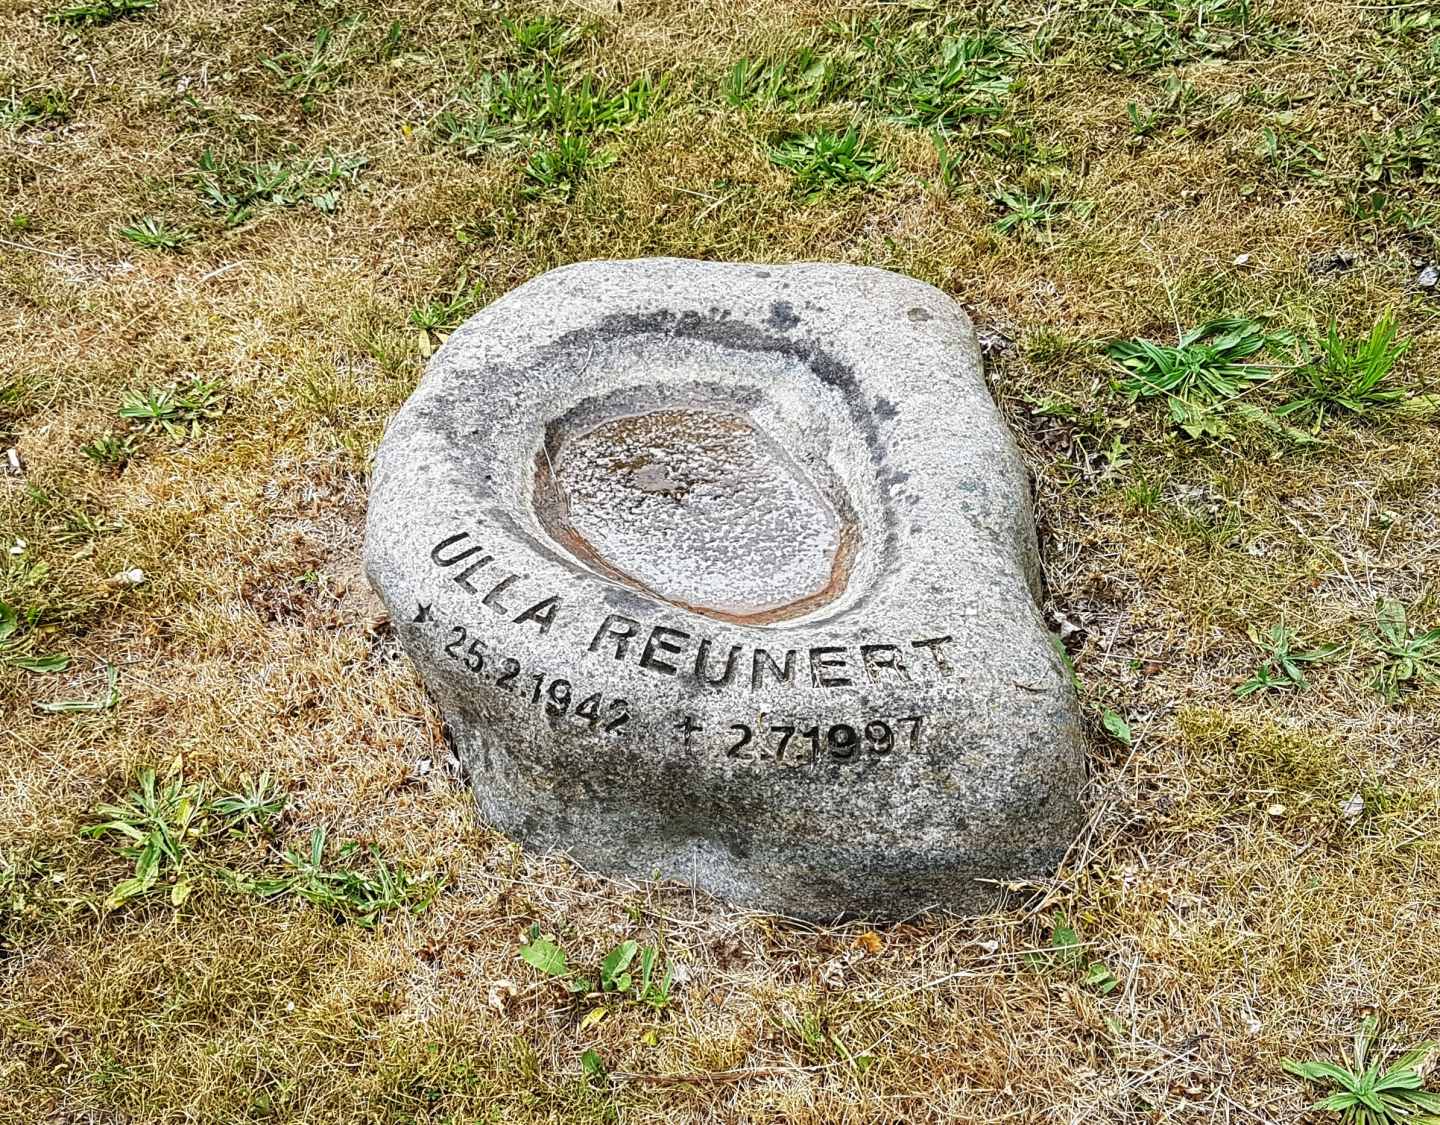 ULLA REUNERT
★ 25.2.1942 † 2.7.1997